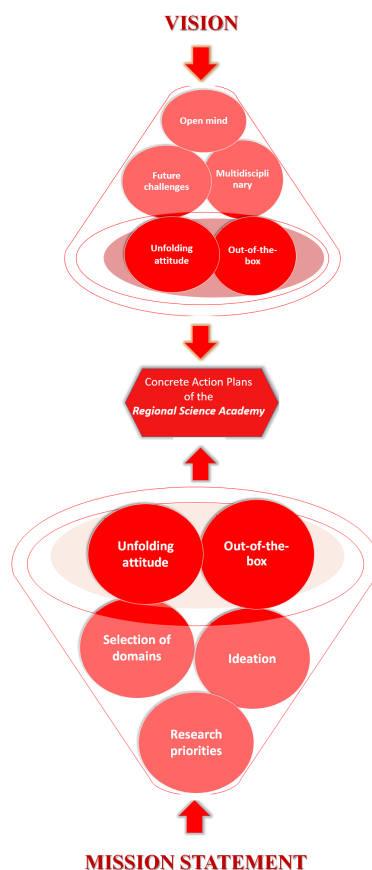 VISION
Open mind
Future
challenges
Multidiscipli
nary
Unfolding
attitude
Out-of-the-
box
Concrete Action Plans
of the
Regional Science Academy
Unfolding
attitude
Out-of-the-
box
Selection of
domains
Ideation
Research
priorities
MISSION STATEMENT